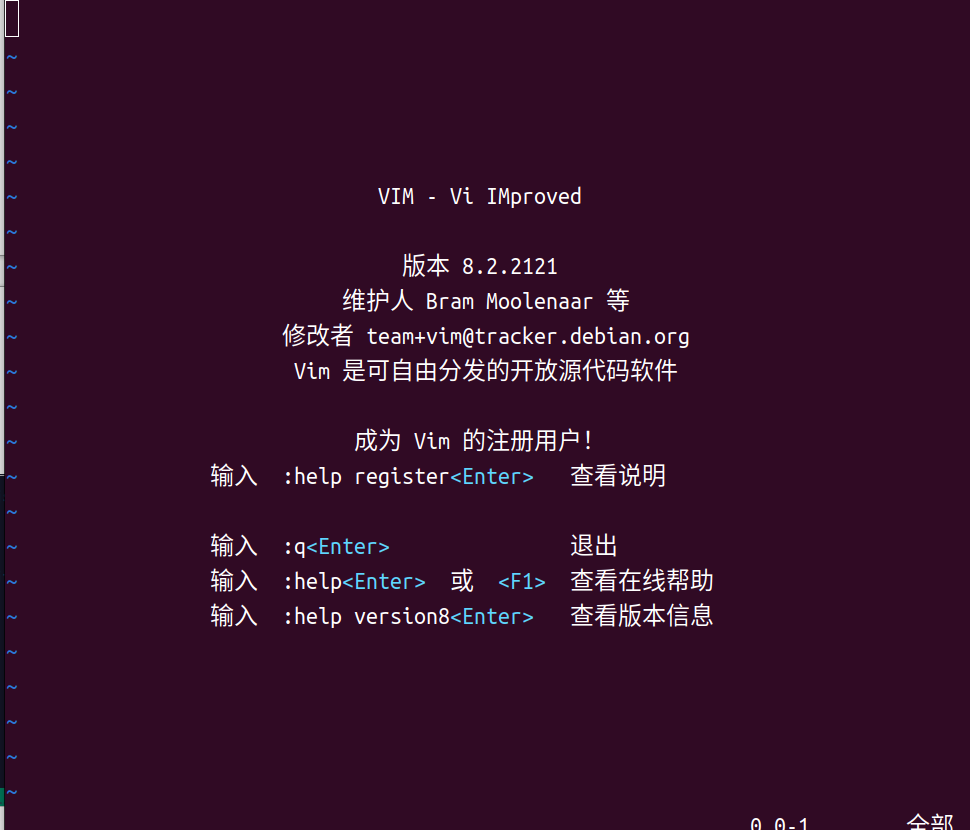 ~
~
~
~
~ VIM - Vi IMproved
~
~ 版本 8.2.2121
~ 维护人 Bram Moolenaar 等
~ 修改者 team+vim@tracker.debian.org
~ Vim 是可自由分发的开放源代码软件
~
~ 成为 Vim 的注册用户!
~ 输入 :help register<Enter> 查看说明
~
~ 输入 :q<Enter> 退出
~ 输入 :help<Enter> 或 <F1> 查看在线帮助
~ 输入 :help version8<Enter> 查看版本信息
~
~
~
~
~
0,0-1 全部